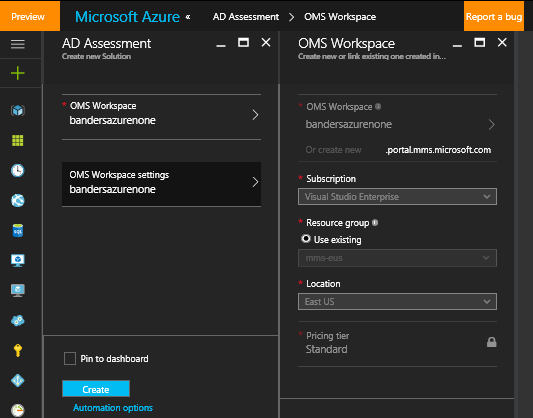 Preview
Microsoft Azure «
AD Assessment > OMS Workspace
Report a bug
AD Assessment
Create new Solution
* OMS Workspace
bandersazurenone
OMS Workspace settings
bandersazurenone
Pin to dashboard
Create
Automation options
OMS Workspace
Create new or link existing one created in...
* OMS Workspace
bandersazurenone
Or create new .portal.mms.microsoft.com
* Subscription
Visual Studio Enterprise
* Resource group
Use existing
mms-eus
* Location
East US
* Pricing tier
Standard